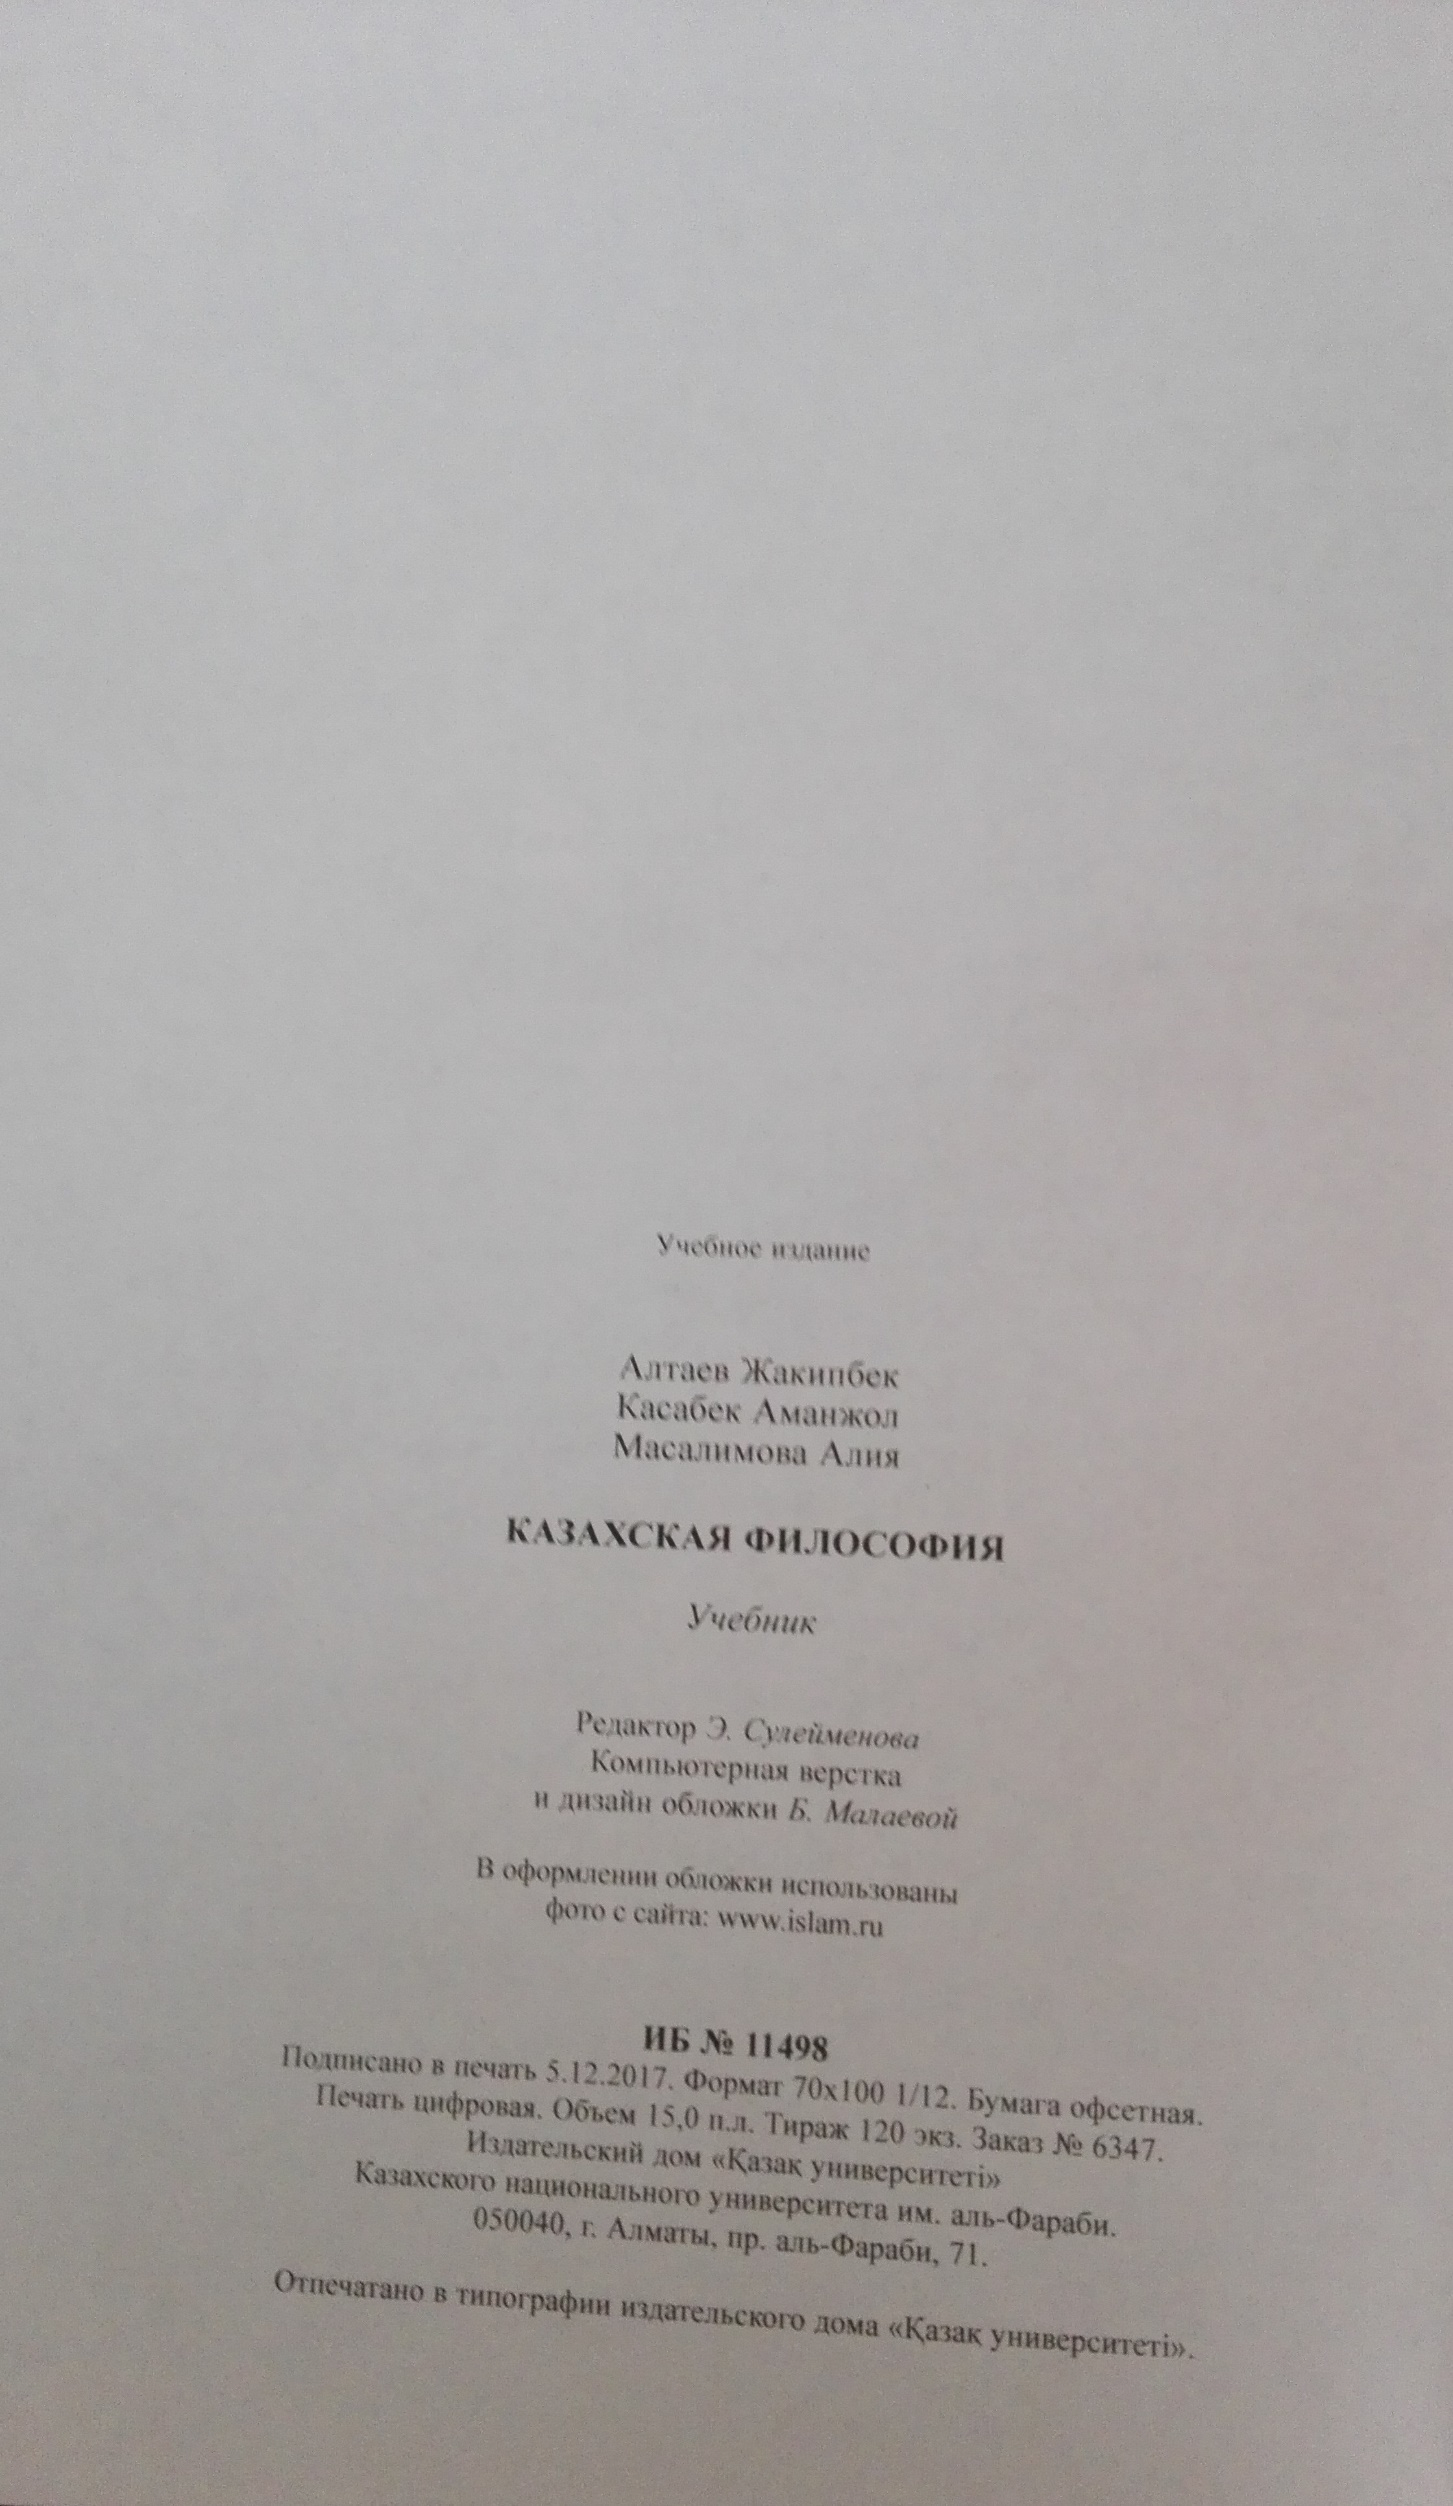 Учебное издание
Алтаев Жакипбек
Касабек Аманжол
Масалимова Алия
КАЗАХСКАЯ ФИЛОСОФИЯ
Учебник
Редактор Э. Сулейменова
Компьютерная верстка
и дизайн обложки Б. Малаевой
В оформлении обложки использованы
фото с сайта: www.islam.ru
ИБ № 11498
Подписано в печать 5.12.2017. Формат 70х100 1/12. Бумага офсетная.
Печать цифровая. Объем 15,0 п.л. Тираж 120 экз. Заказ № 6347.
Издательский дом «Қазақ университеті»
Казахского национального университета им. аль-Фараби.
050040, г. Алматы, пр. аль-Фараби, 71.
Отпечатано в типографии издательского дома «Қазақ университеті».